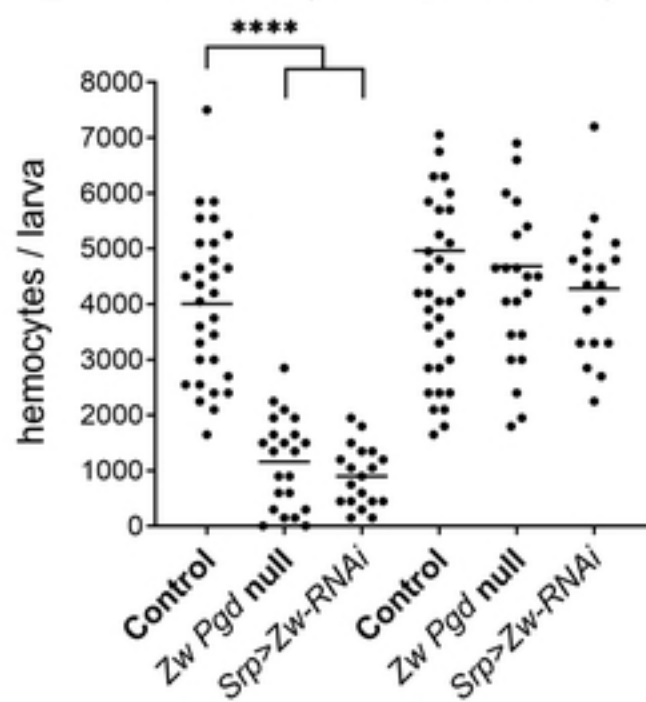 ****
hemocytes / larva
8000
7000
6000
5000
4000
3000
2000
1000
0
Control
Zw Pgd null
Srp>Zw-RNAi
Control
Zw Pgd null
Srp>Zw-RNAi